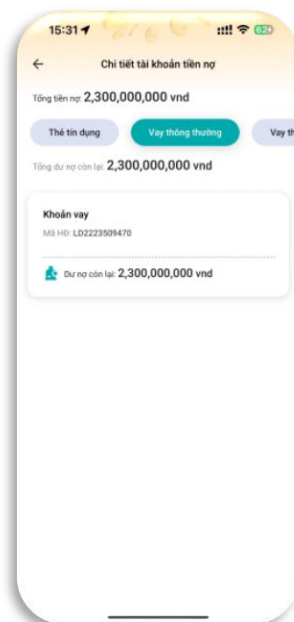 15:31
62
Chi tiết tài khoản tiền nợ
Tổng tiền nợ: 2,300,000,000 vnd
Thẻ tín dụng
Vay thông thường
Vay th
Tổng dư nợ còn lại: 2,300,000,000 vnd
Khoản vay
Mã HĐ: LD2223509470
Dư nợ còn lại: 2,300,000,000 vnd